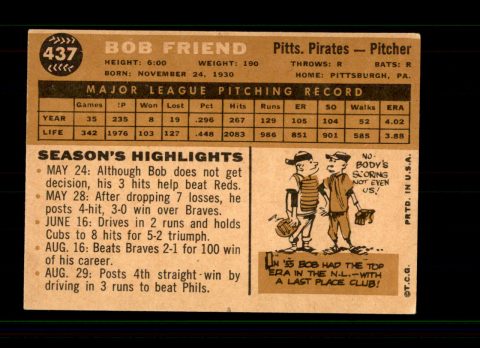 437
BOB FRIEND
Pitts. Pirates — Pitcher
HEIGHT: 6:00 WEIGHT: 190 THROWS: R BATS: R
BORN: NOVEMBER 24, 1930 HOME: PITTSBURGH, PA.
MAJOR LEAGUE PITCHING RECORD
Games IP Won Lost Pct Hits Runs ER SO Walks ERA
YEAR 35 235 8 19 .296 267 129 105 104 52 4.02
LIFE 342 1976 103 127 .448 2083 986 851 901 585 3.88
SEASON'S HIGHLIGHTS
• MAY 24: Although Bob does not get
decision, his 3 hits help beat Reds.
• MAY 28: After dropping 7 losses, he
posts 4-hit, 3-0 win over Braves.
• JUNE 16: Drives in 2 runs and holds
Cubs to 8 hits for 5-2 triumph.
• AUG. 16: Beats Braves 2-1 for 100 win
of his career.
• AUG. 29: Posts 4th straight win by
driving in 3 runs to beat Phils.
NO-
BODY'S
SCORING
NOT EVEN
US!
IN '55 BOB HAD THE TOP
ERA IN THE N.L.—WITH
A LAST PLACE CLUB!
©T.C.G. PRTD. IN U.S.A.